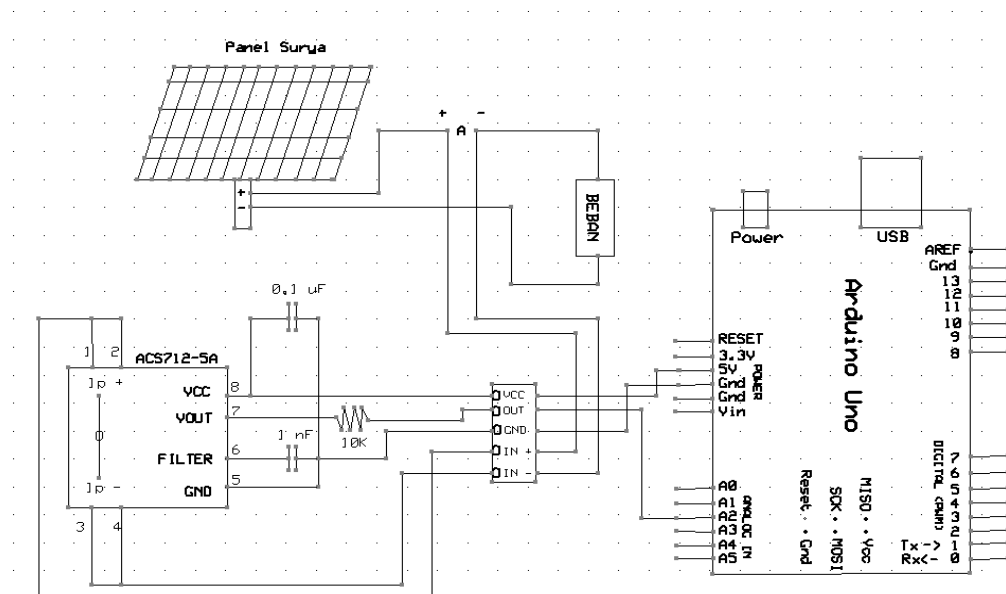 Panel Surya
+ A -
+
-
BEBAN
Power
USB
AREF
Gnd
13
12
11
10
9
8
Arduino Uno
RESET
3.3V
5V
Gnd
Gnd
Vin
POWER
0.1 uF
1 2
ACS712-5A
Ip +
VCC 8
VOUT 7
10K
1 nF
FILTER 6
GND 5
Ip -
3 4
VCC
OUT
GND
IN +
IN -
A0
A1
A2
A3
A4
A5
ANALOG IN
Reset · · Gnd
SCK · · MOSI
MISO · · Vcc
DIGITAL (PWM)
7
6
5
4
3
2
Tx -> 1
Rx<- 0